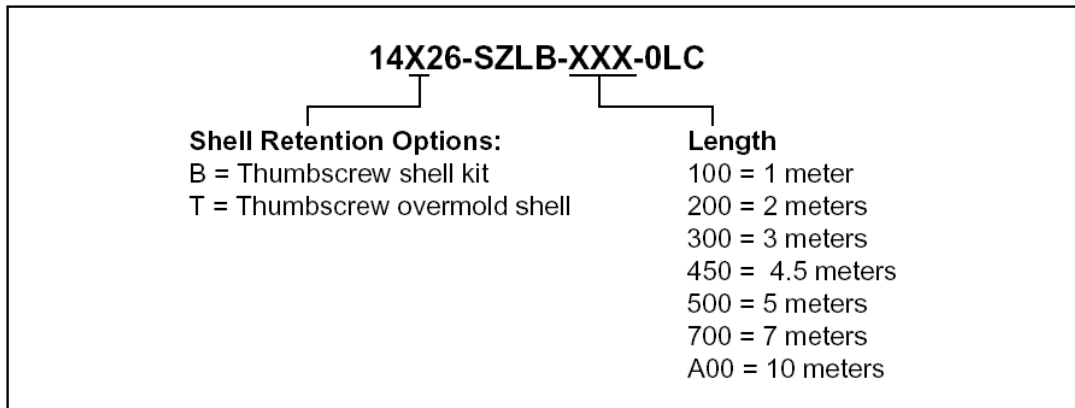 14X26-SZLB-XXX-0LC
Shell Retention Options:
B = Thumbscrew shell kit
T = Thumbscrew overmold shell
Length
100 = 1 meter
200 = 2 meters
300 = 3 meters
450 = 4.5 meters
500 = 5 meters
700 = 7 meters
A00 = 10 meters